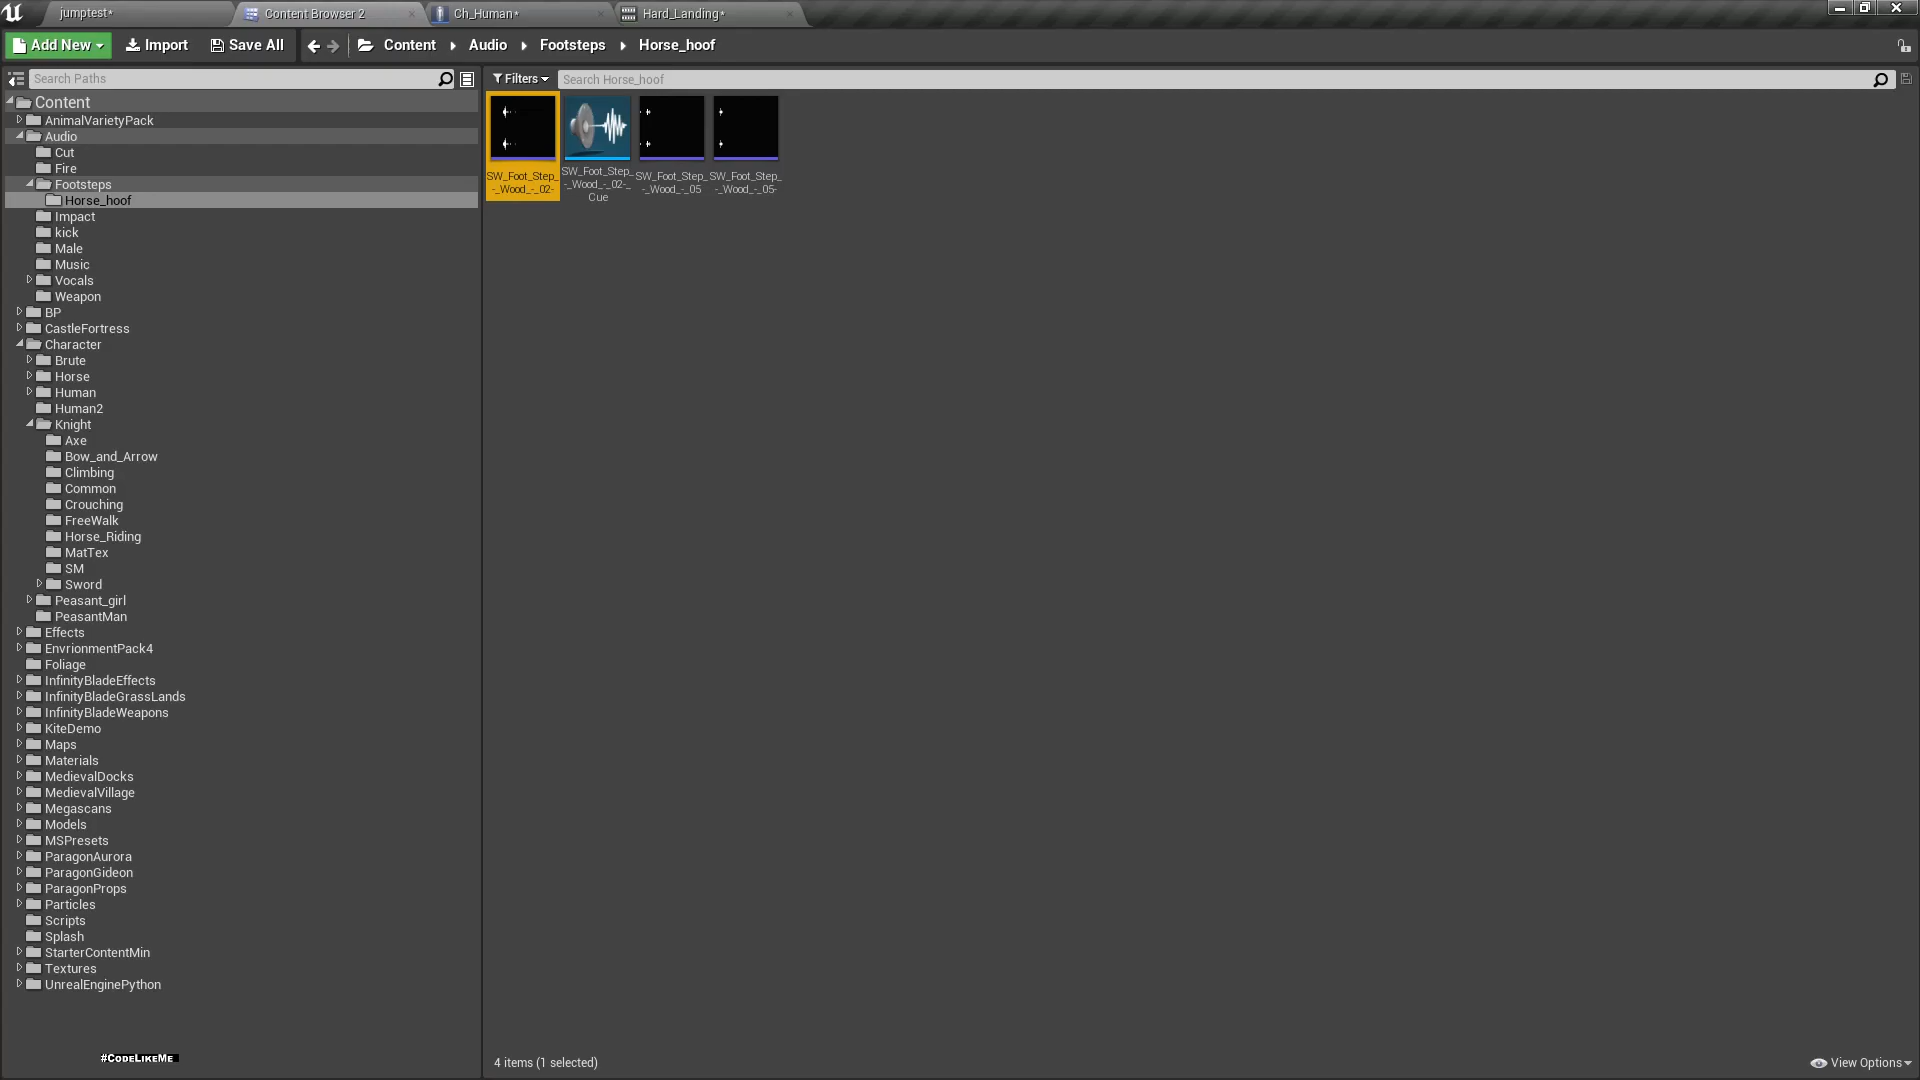 jumptest*
Content Browser 2
Ch_Human*
Hard_Landing*
Add New
Import
Save All
Content
Audio
Footsteps
Horse_hoof
Search Paths
Filters
Search Horse_hoof
Content
AnimalVarietyPack
Audio
Cut
Fire
Footsteps
Horse_hoof
Impact
kick
Male
Music
Vocals
Weapon
BP
CastleFortress
Character
Brute
Horse
Human
Human2
Knight
Axe
Bow_and_Arrow
Climbing
Common
Crouching
FreeWalk
Horse_Riding
MatTex
SM
Sword
Peasant_girl
PeasantMan
Effects
EnvrionmentPack4
Foliage
InfinityBladeEffects
InfinityBladeGrassLands
InfinityBladeWeapons
KiteDemo
Maps
Materials
MedievalDocks
MedievalVillage
Megascans
Models
MSPresets
ParagonAurora
ParagonGideon
ParagonProps
Particles
Scripts
Splash
StarterContentMin
Textures
UnrealEnginePython
SW_Foot_Step_
-_Wood_-_02-
SW_Foot_Step_
-_Wood_-_02-_
Cue
SW_Foot_Step_
-_Wood_-_05
SW_Foot_Step_
-_Wood_-_05-
#CodeLikeMe
4 items (1 selected)
View Options